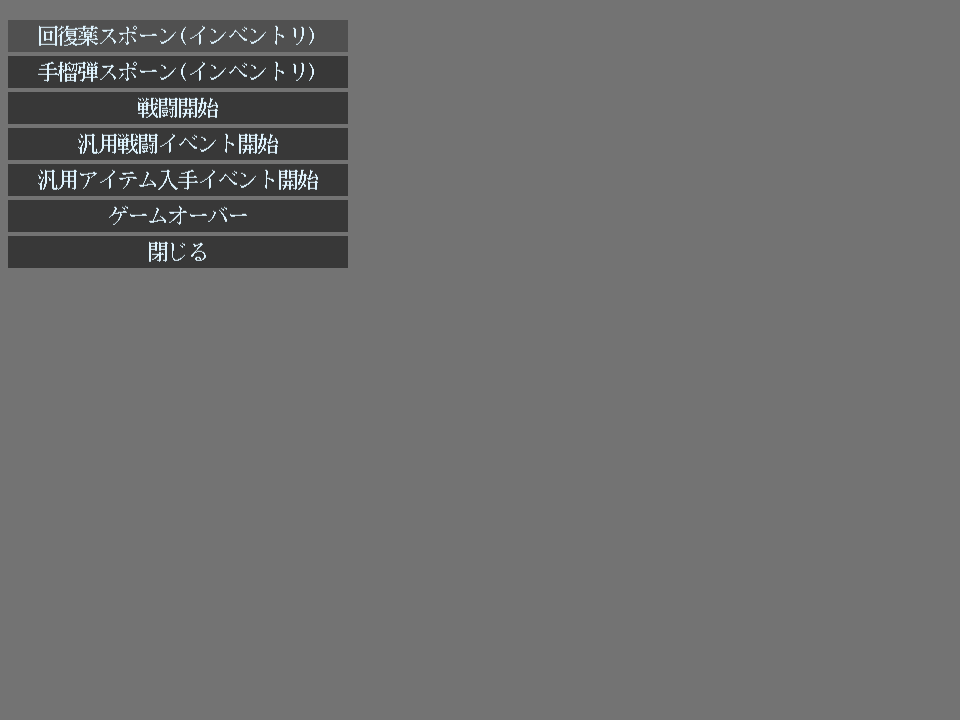 回復薬スポーン(インベントリ)
手榴弾スポーン(インベントリ)
戦闘開始
汎用戦闘イベント開始
汎用アイテム入手イベント開始
ゲームオーバー
閉じる